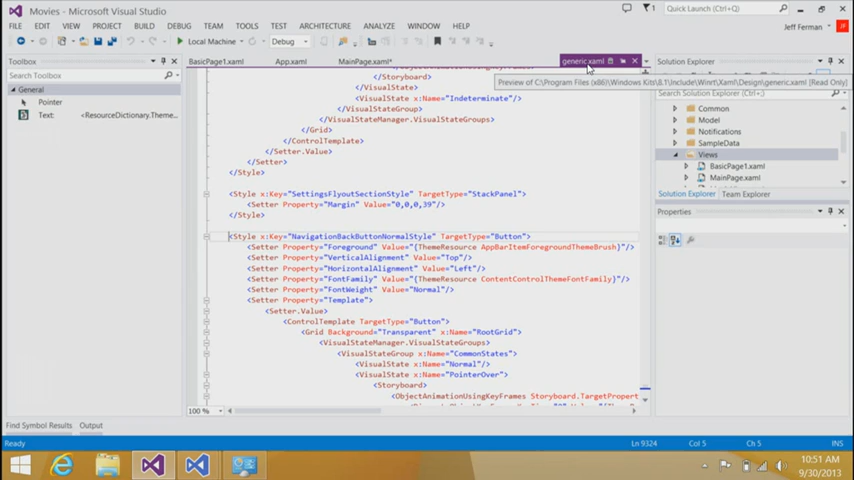 Movies - Microsoft Visual Studio
Quick Launch (Ctrl+Q)
FILE EDIT VIEW PROJECT BUILD DEBUG TEAM TOOLS TEST ARCHITECTURE ANALYZE WINDOW HELP
Jeff Ferman
Local Machine
Debug
Toolbox
BasicPage1.xaml App.xaml MainPage.xaml* generic.xaml
Solution Explorer
Search Toolbox
General
Pointer
Text: <ResourceDictionary.Theme...
Preview of C:\Program Files (x86)\Windows Kits\8.1\Include\Winrt\Xaml\Design\generic.xaml [Read Only]
Search Solution Explorer (Ctrl+;)
</Storyboard>
</VisualState>
<VisualState x:Name="Indeterminate"/>
</VisualStateGroup>
</VisualStateManager.VisualStateGroups>
</Grid>
</ControlTemplate>
</Setter.Value>
</Setter>
</Style>
<Style x:Key="SettingsFlyoutSectionStyle" TargetType="StackPanel">
<Setter Property="Margin" Value="0,0,0,39"/>
</Style>
<Style x:Key="NavigationBackButtonNormalStyle" TargetType="Button">
<Setter Property="Foreground" Value="{ThemeResource AppBarItemForegroundThemeBrush}"/>
<Setter Property="VerticalAlignment" Value="Top"/>
<Setter Property="HorizontalAlignment" Value="Left"/>
<Setter Property="FontFamily" Value="{ThemeResource ContentControlThemeFontFamily}"/>
<Setter Property="FontWeight" Value="Normal"/>
<Setter Property="Template">
<Setter.Value>
<ControlTemplate TargetType="Button">
<Grid Background="Transparent" x:Name="RootGrid">
<VisualStateManager.VisualStateGroups>
<VisualStateGroup x:Name="CommonStates">
<VisualState x:Name="Normal"/>
<VisualState x:Name="PointerOver">
<Storyboard>
<ObjectAnimationUsingKeyFrames Storyboard.TargetProperty
Common
Model
Notifications
SampleData
Views
BasicPage1.xaml
MainPage.xaml
Solution Explorer Team Explorer
Properties
100 %
Find Symbol Results Output
Ready
Ln 9324 Col 5 Ch 5 INS
10:51 AM
9/30/2013